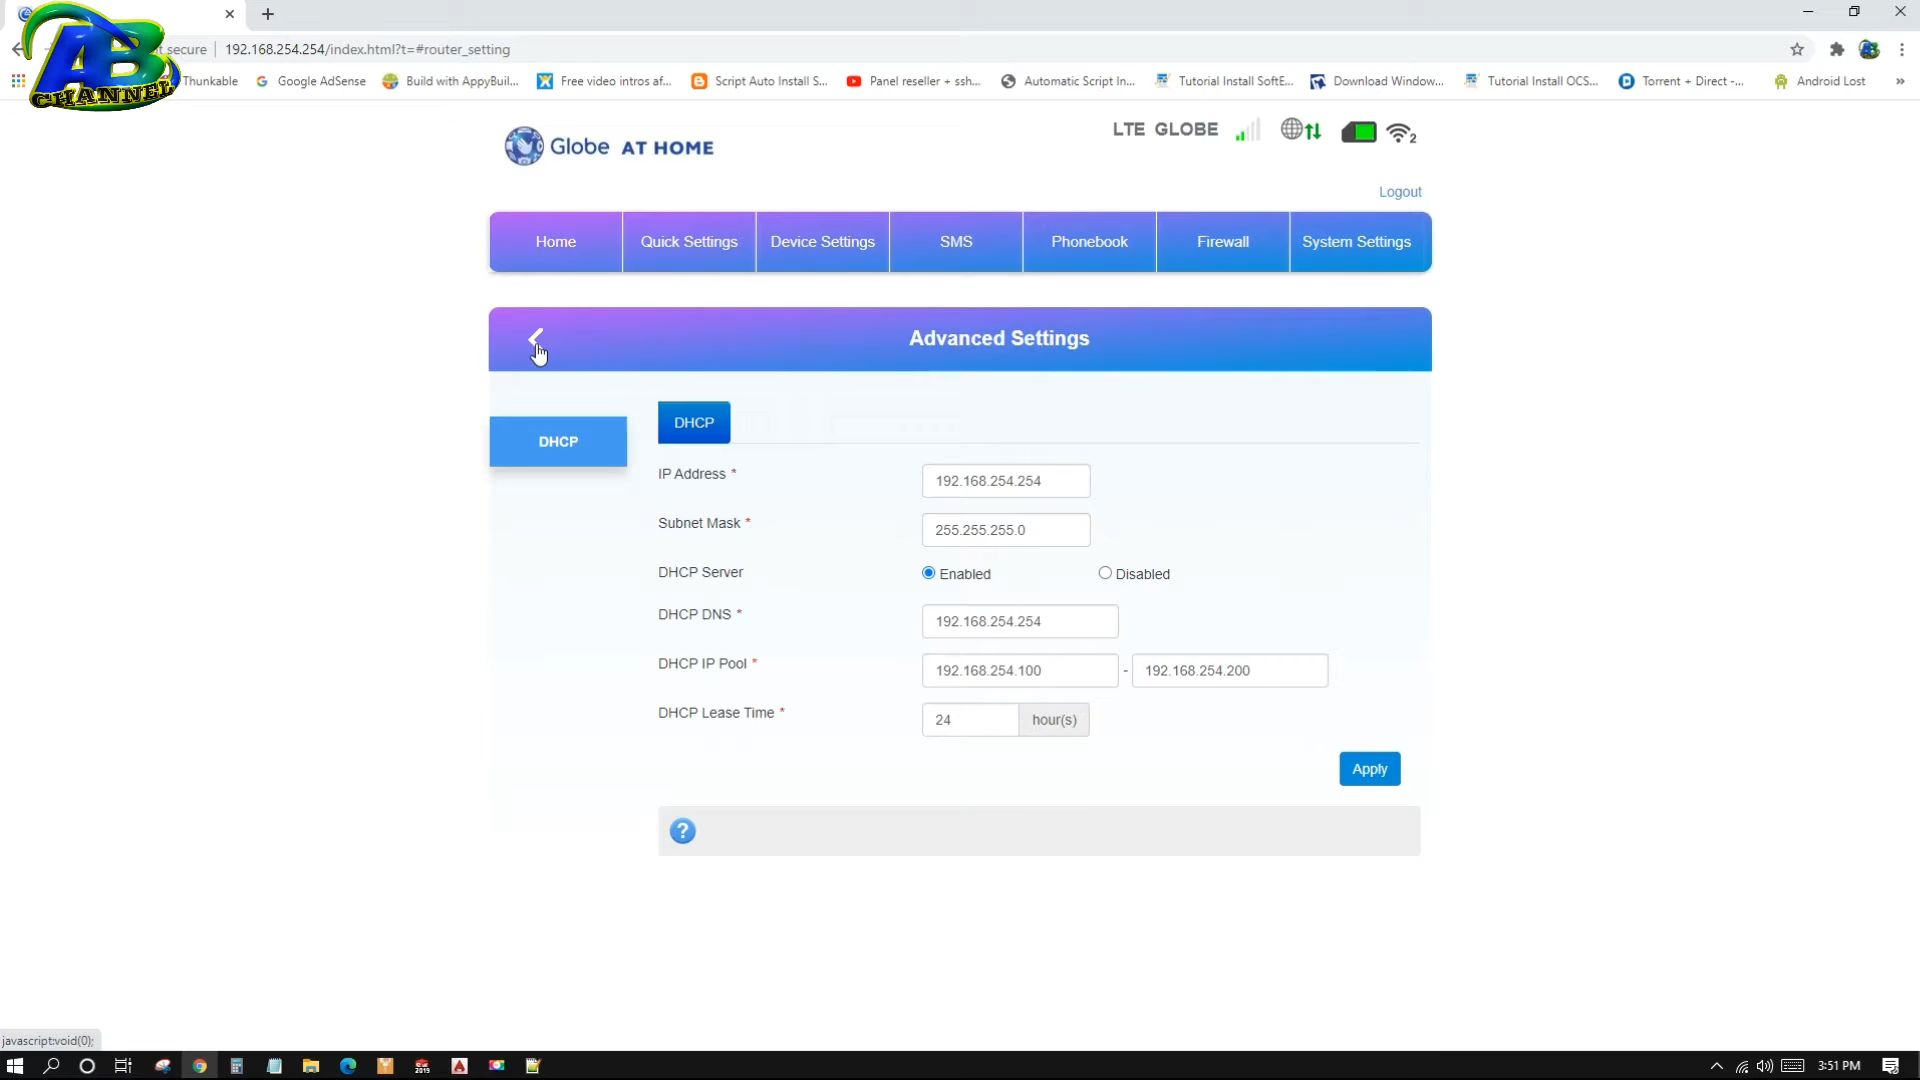 AB
CHANNEL
t secure | 192.168.254.254/index.html?t=#router_setting
Thunkable Google AdSense Build with AppyBuil... Free video intros af... Script Auto Install S... Panel reseller + ssh... Automatic Script In... Tutorial Install SoftE... Download Window... Tutorial Install OCS... Torrent + Direct -... Android Lost »
Globe AT HOME
LTE GLOBE 2
Logout
Home Quick Settings Device Settings SMS Phonebook Firewall System Settings
Advanced Settings
DHCP
DHCP
IP Address * 192.168.254.254
Subnet Mask * 255.255.255.0
DHCP Server Enabled Disabled
DHCP DNS * 192.168.254.254
DHCP IP Pool * 192.168.254.100 - 192.168.254.200
DHCP Lease Time * 24 hour(s)
Apply
?
javascript:void(0);
3:51 PM